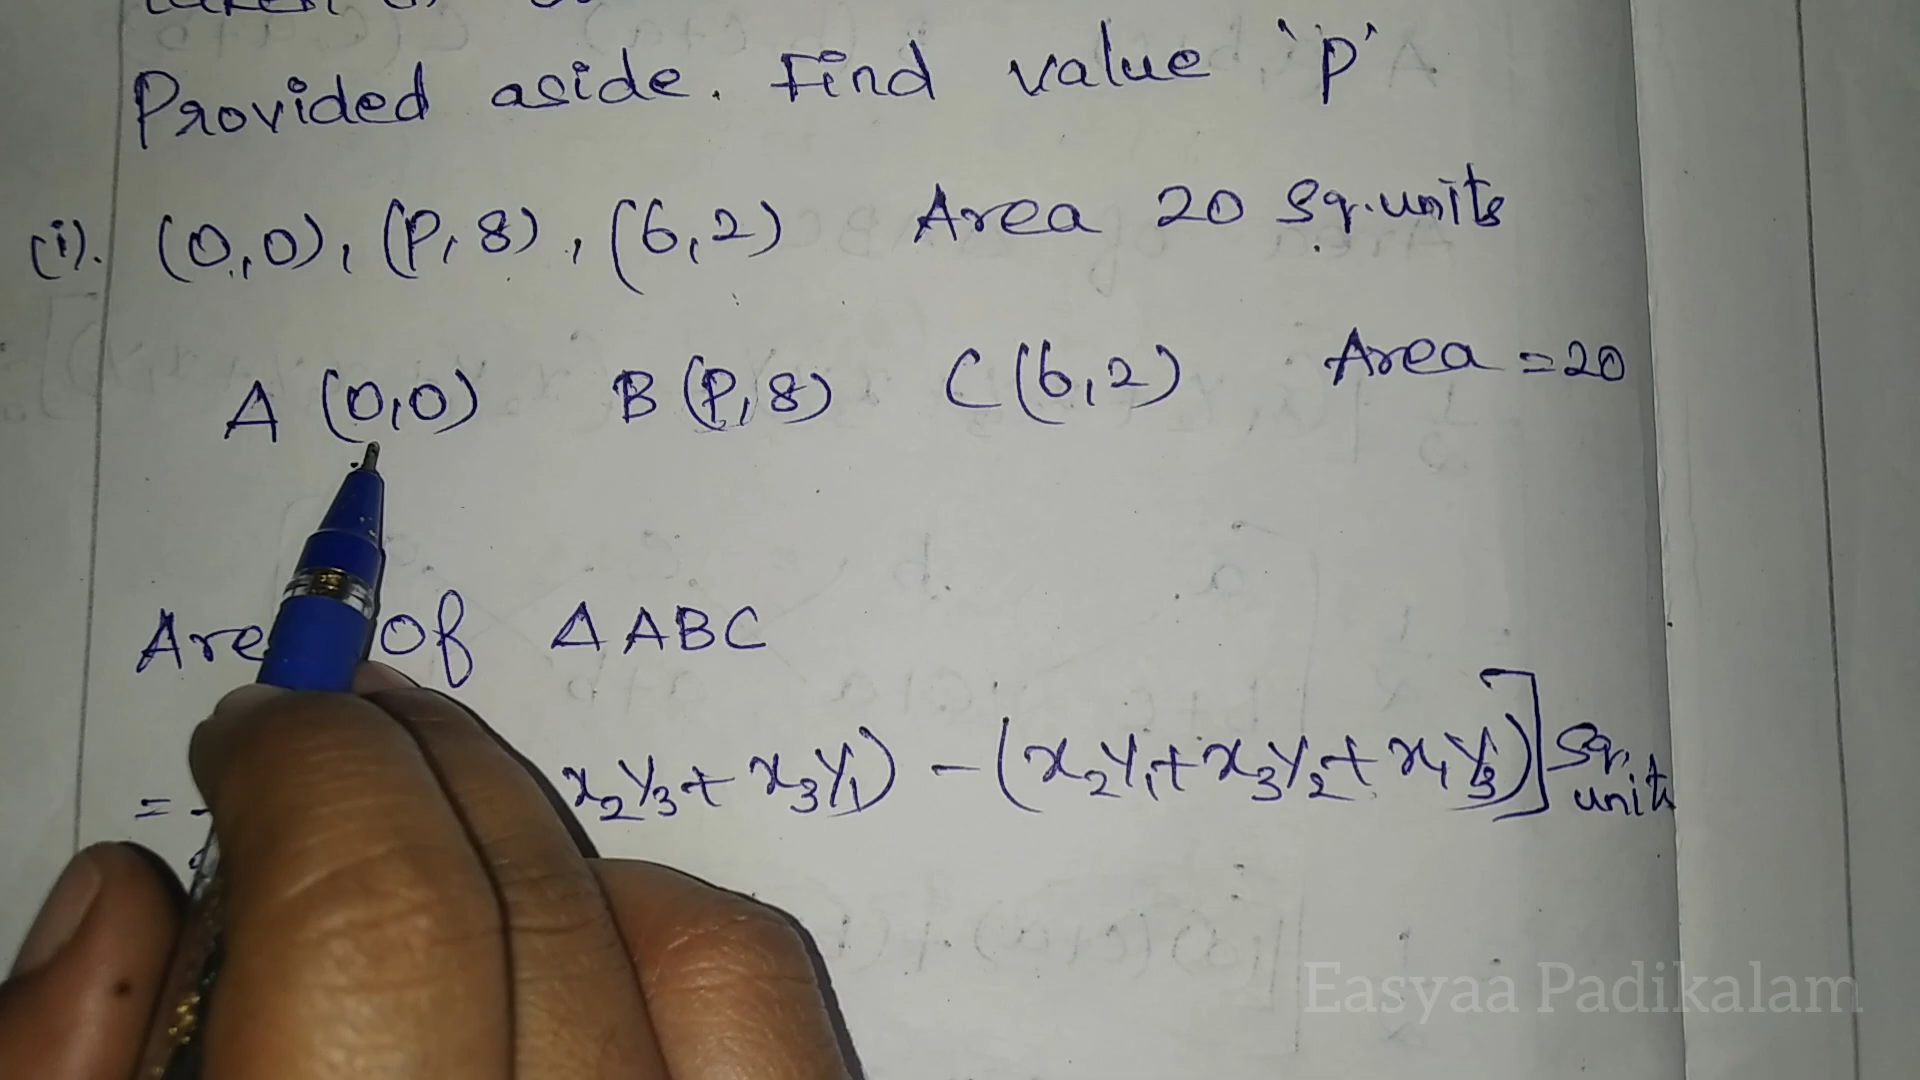 Provided aside. Find value 'P'
(i). (0,0), (P,8), (6,2) Area 20 Sq.units
A (0,0) B (P,8) C (6,2) Area = 20
Of ΔABC
= x₂y₃ + x₃y₁) - (x₂y₁ + x₃y₂ + x₁y₃)] Sq. units
Easyaa Padikalam